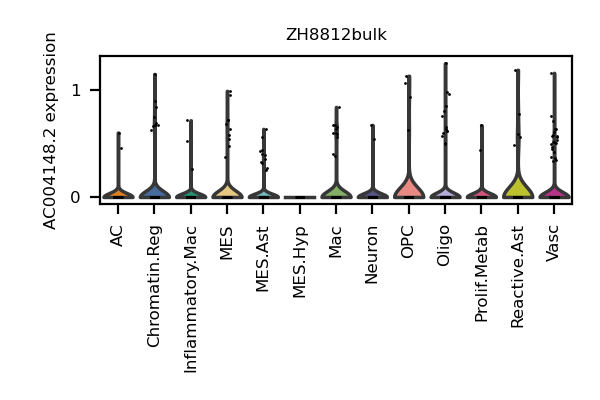 ZH8812bulk
AC004148.2 expression
1
0
AC
Chromatin.Reg
Inflammatory.Mac
MES
MES.Ast
MES.Hyp
Mac
Neuron
OPC
Oligo
Prolif.Metab
Reactive.Ast
Vasc